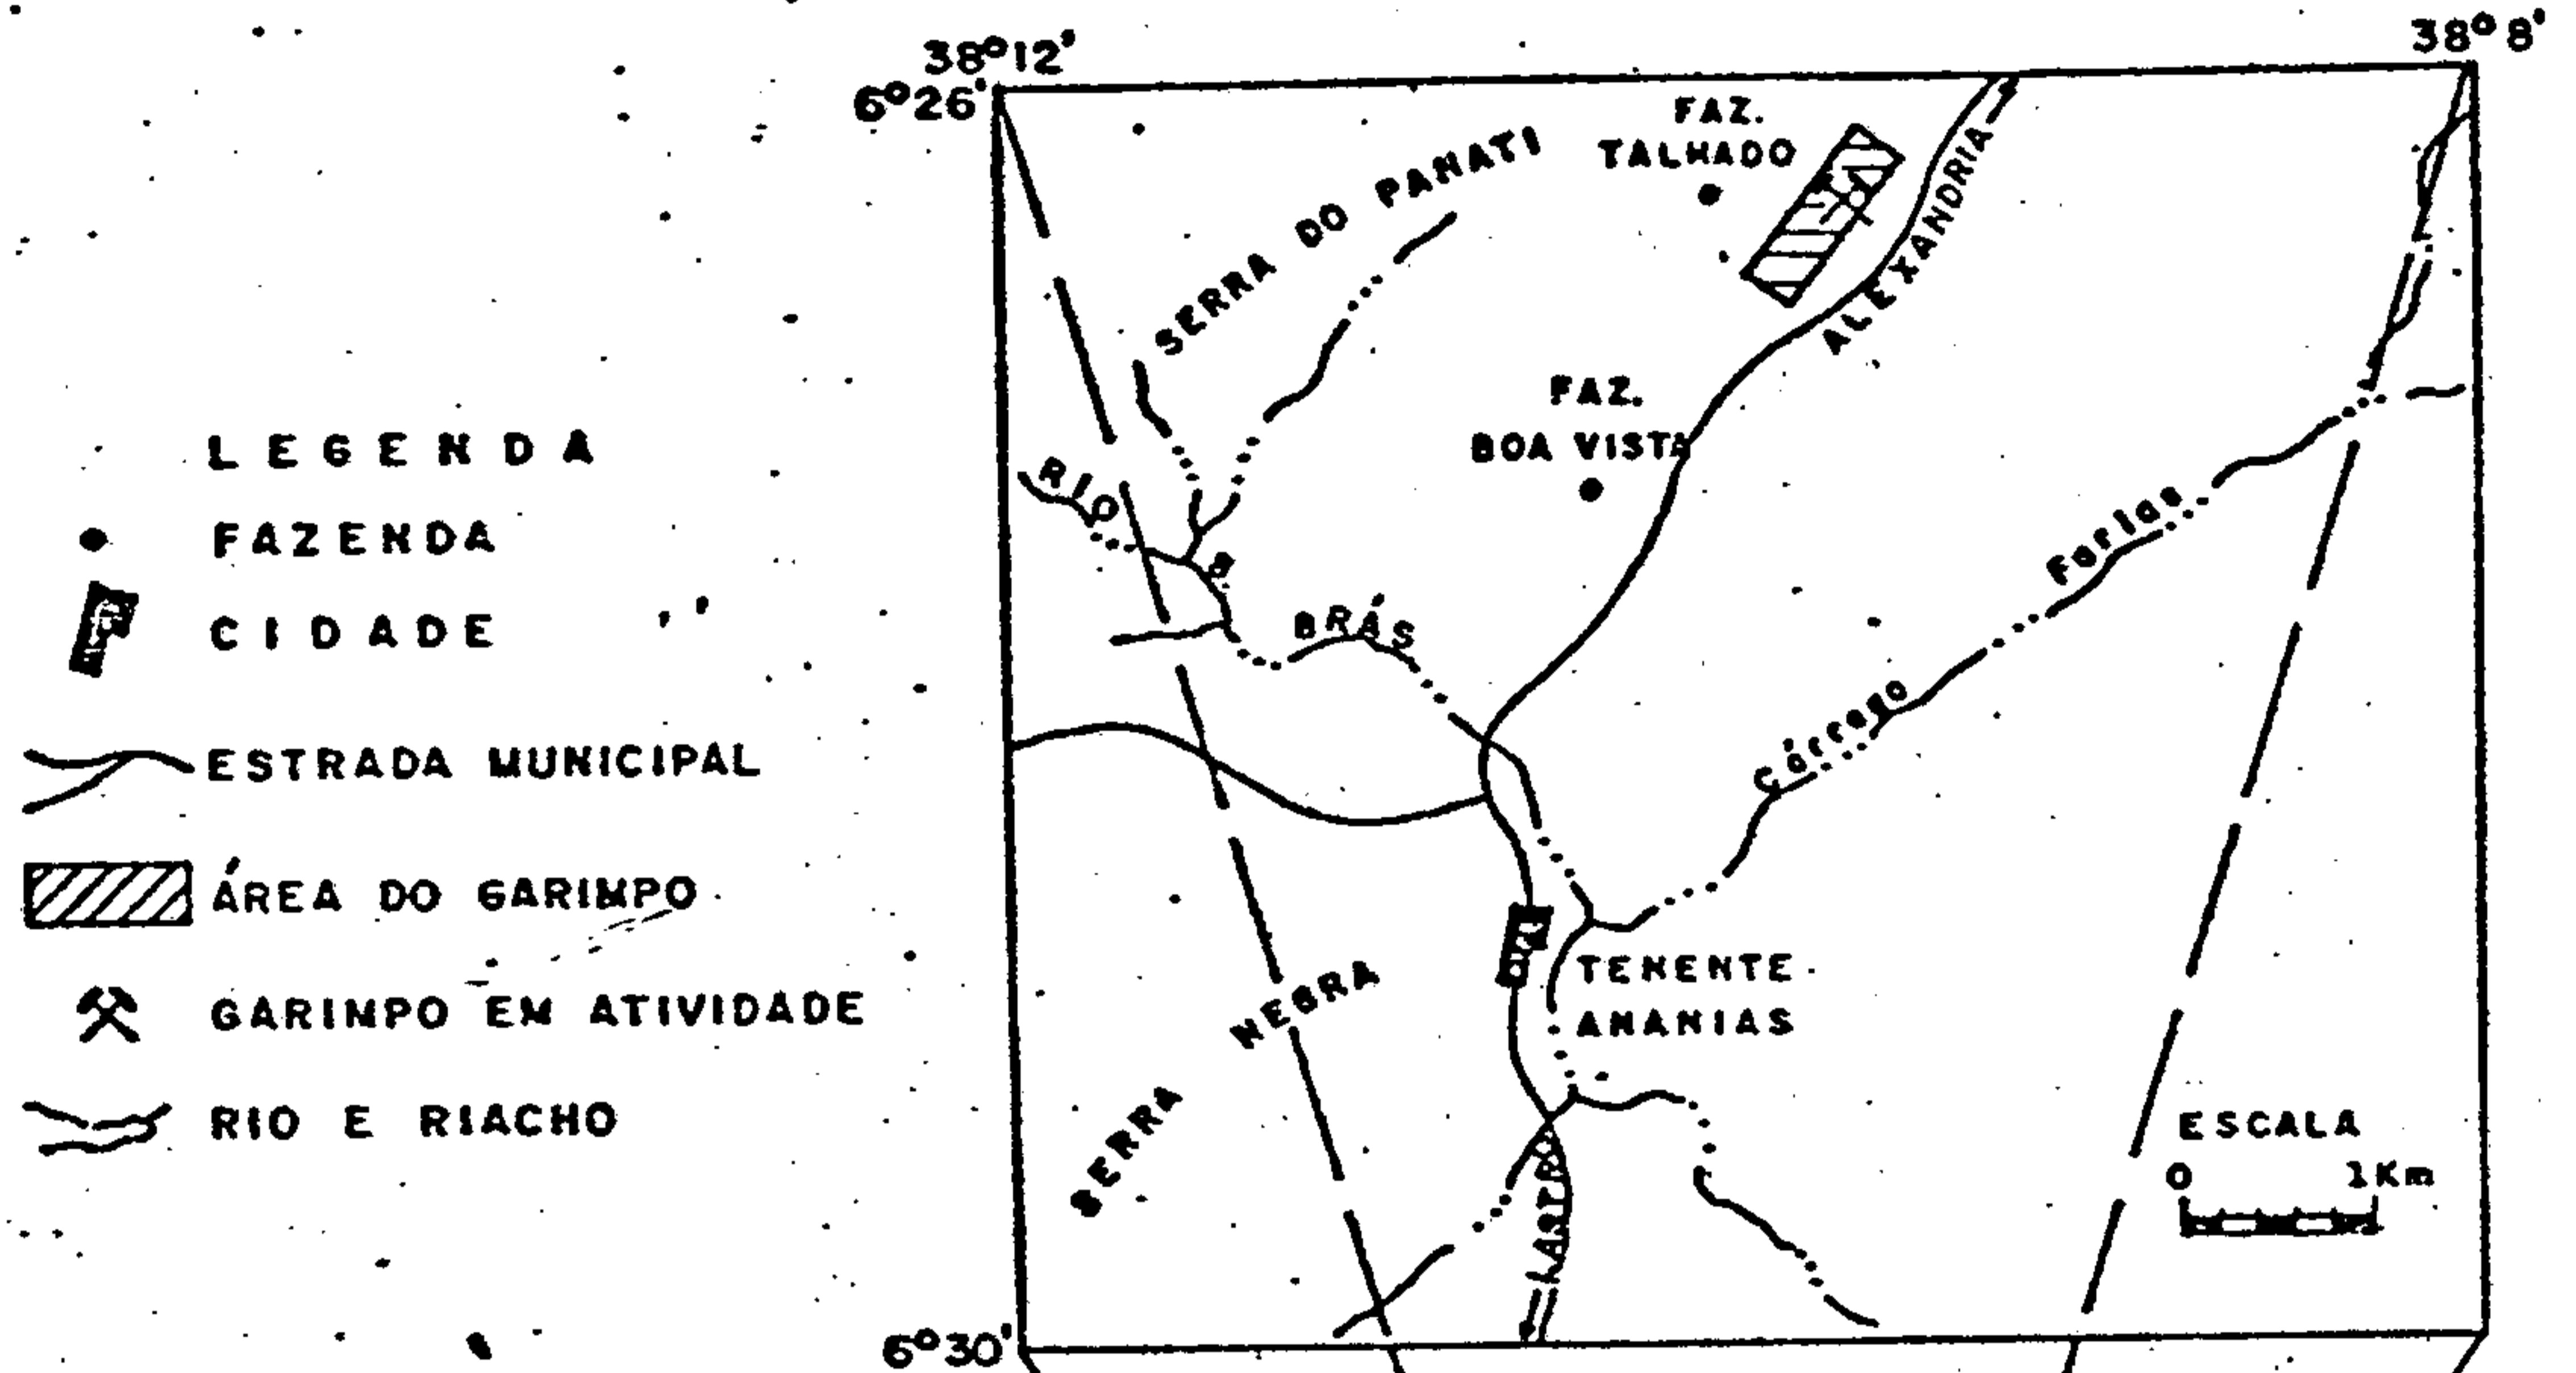 38°12'
38°8'
6°26'
FAZ.
TALHADO
SERRA DO PANATI
ALEXANDRIA
FAZ.
BOA VISTA
LEGENDA
FAZENDA
CIDADE
ESTRADA MUNICIPAL
ÁREA DO GARIMPO
GARIMPO EM ATIVIDADE
RIO E RIACHO
RIO
BRÁS
Córrego Farias
TENENTE
ANANIAS
SERRA NEGRA
LASTRO
ESCALA
0 1Km
6°30'